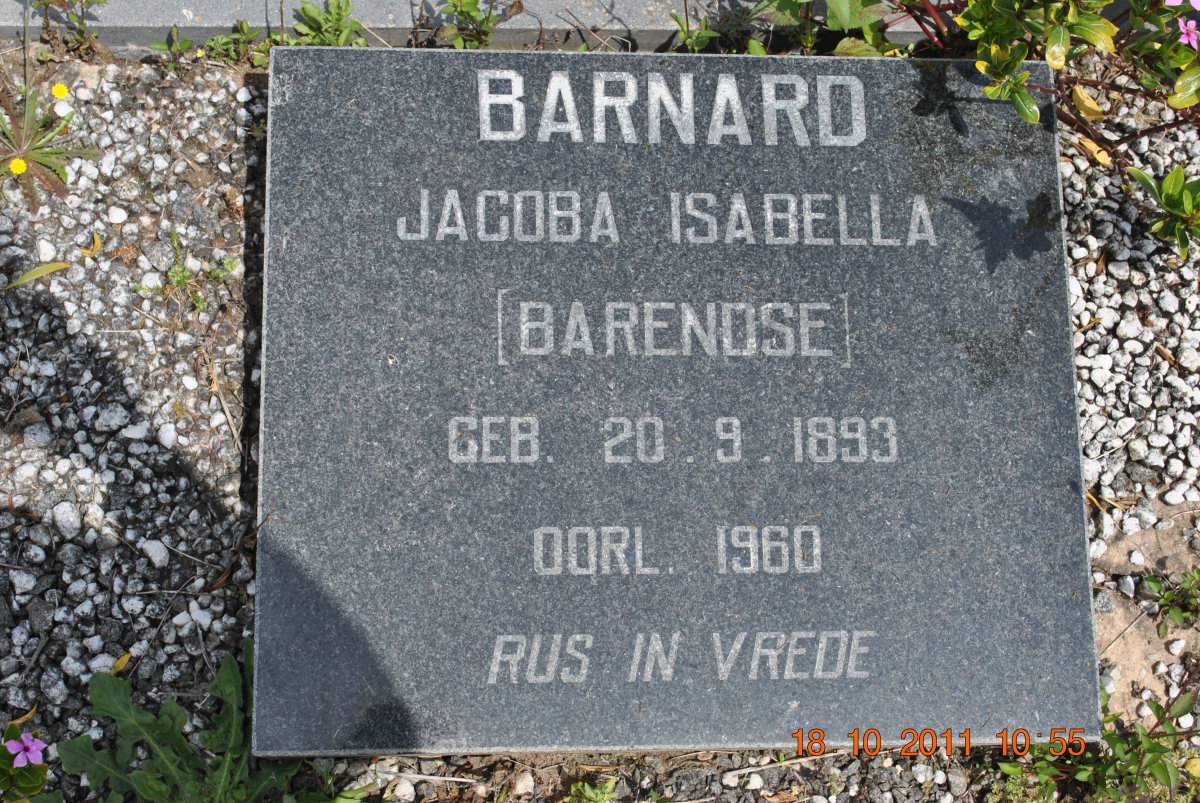 BARNARD
JACOBA ISABELLA
[BARENDSE]
GEB. 20.9.1893
OORL. 1960
RUS IN VREDE
18.10.2011 10:55